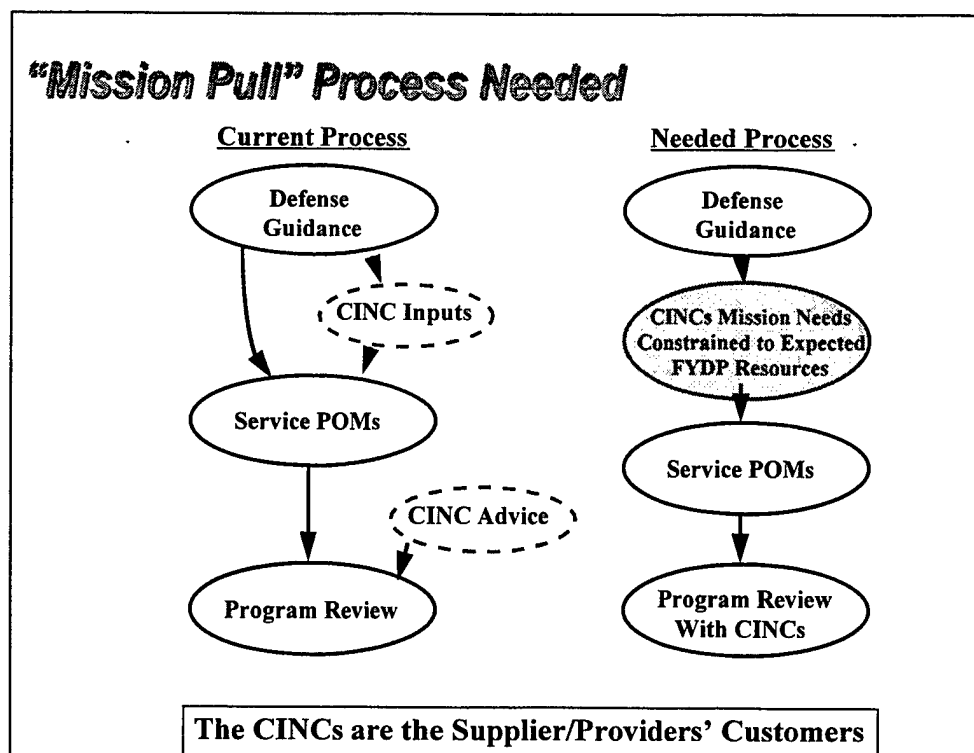 "Mission Pull" Process Needed
Current Process
Defense
Guidance
CINC Inputs
Service POMs
CINC Advice
Program Review
Needed Process
Defense
Guidance
CINCs Mission Needs
Constrained to Expected
FYDP Resources
Service POMs
Program Review
With CINCs
The CINCs are the Supplier/Providers' Customers